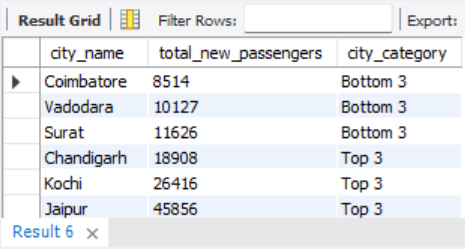 Result Grid Filter Rows: Export:
city_name total_new_passengers city_category
Coimbatore 8514 Bottom 3
Vadodara 10127 Bottom 3
Surat 11626 Bottom 3
Chandigarh 18908 Top 3
Kochi 26416 Top 3
Jaipur 45856 Top 3
Result 6